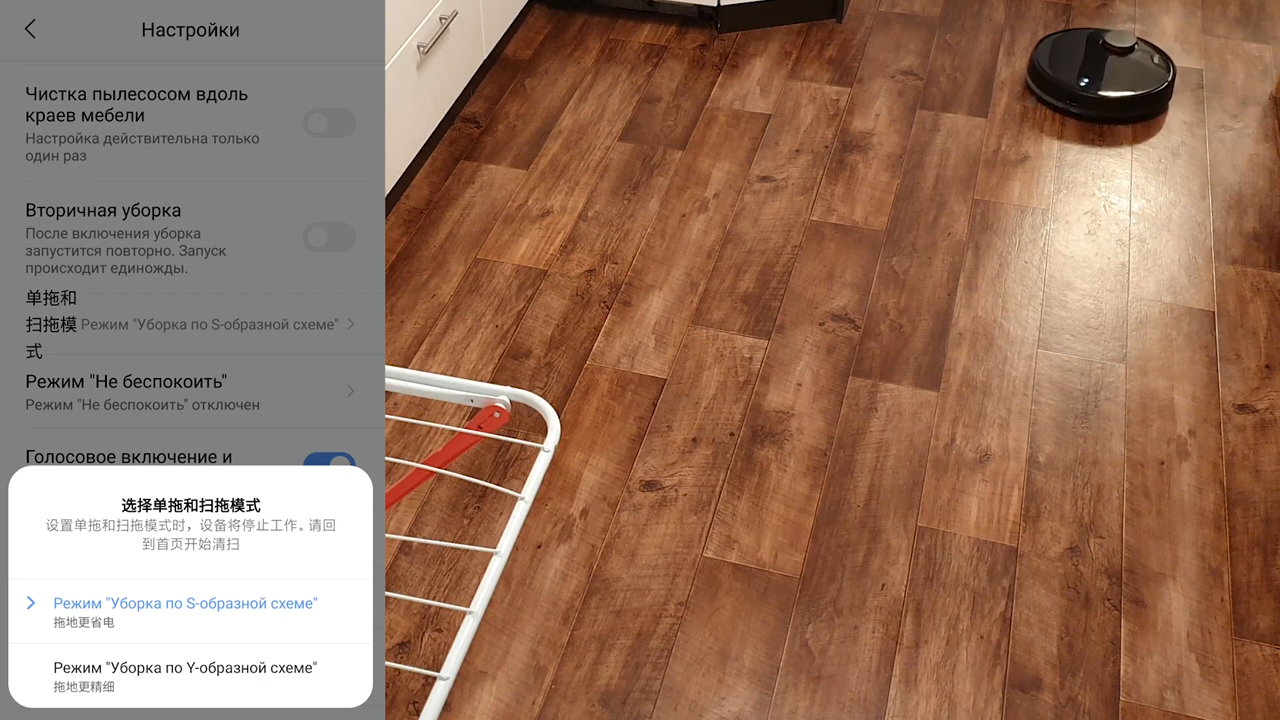 Настройки
Чистка пылесосом вдоль
краев мебели
Настройка действительна только
один раз
Вторичная уборка
После включения уборка
запустится повторно. Запуск
происходит единожды.
单拖和
扫拖模 Режим "Уборка по S-образной схеме"
式
Режим "Не беспокоить"
Режим "Не беспокоить" отключен
Голосовое включение и
选择单拖和扫拖模式
设置单拖和扫拖模式时，设备将停止工作。请回
到首页开始清扫
Режим "Уборка по S-образной схеме"
拖地更省电
Режим "Уборка по Y-образной схеме"
拖地更精细